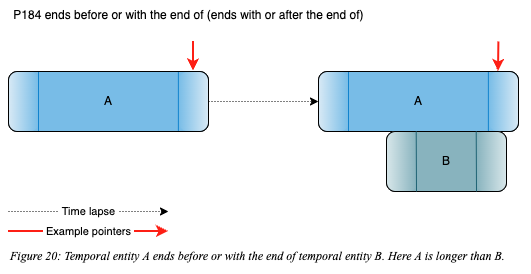 P184 ends before or with the end of (ends with or after the end of)
A
A
B
Time lapse
Example pointers
Figure 20: Temporal entity A ends before or with the end of temporal entity B. Here A is longer than B.